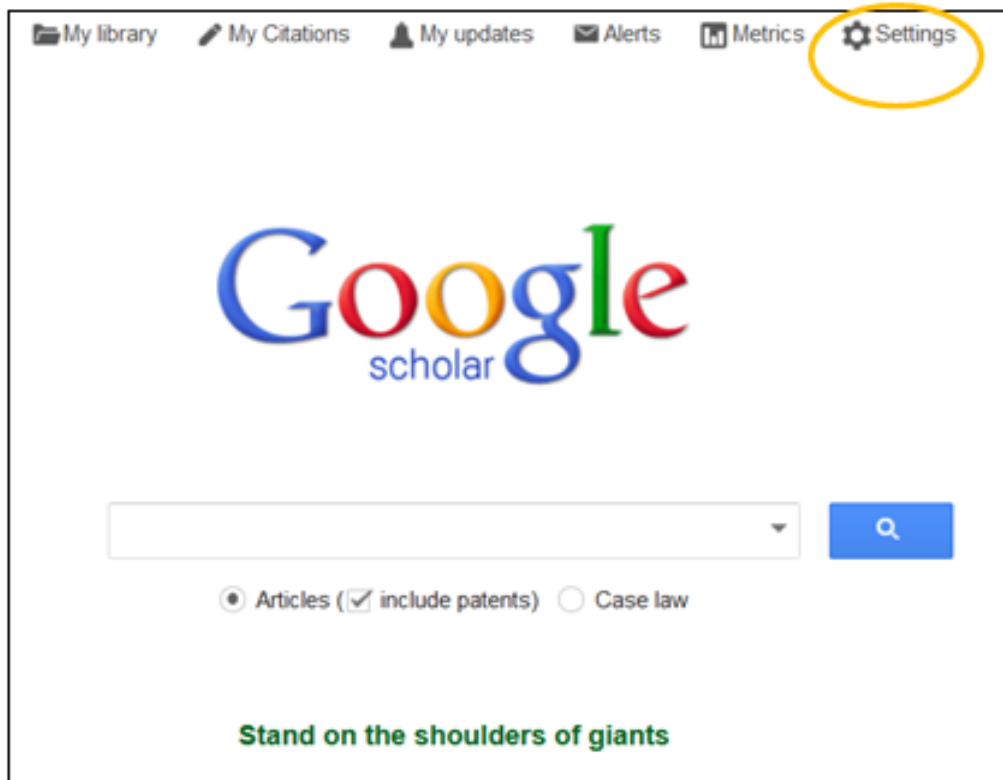 My library My Citations My updates Alerts Metrics Settings
Google
scholar
Articles ( include patents) Case law
Stand on the shoulders of giants